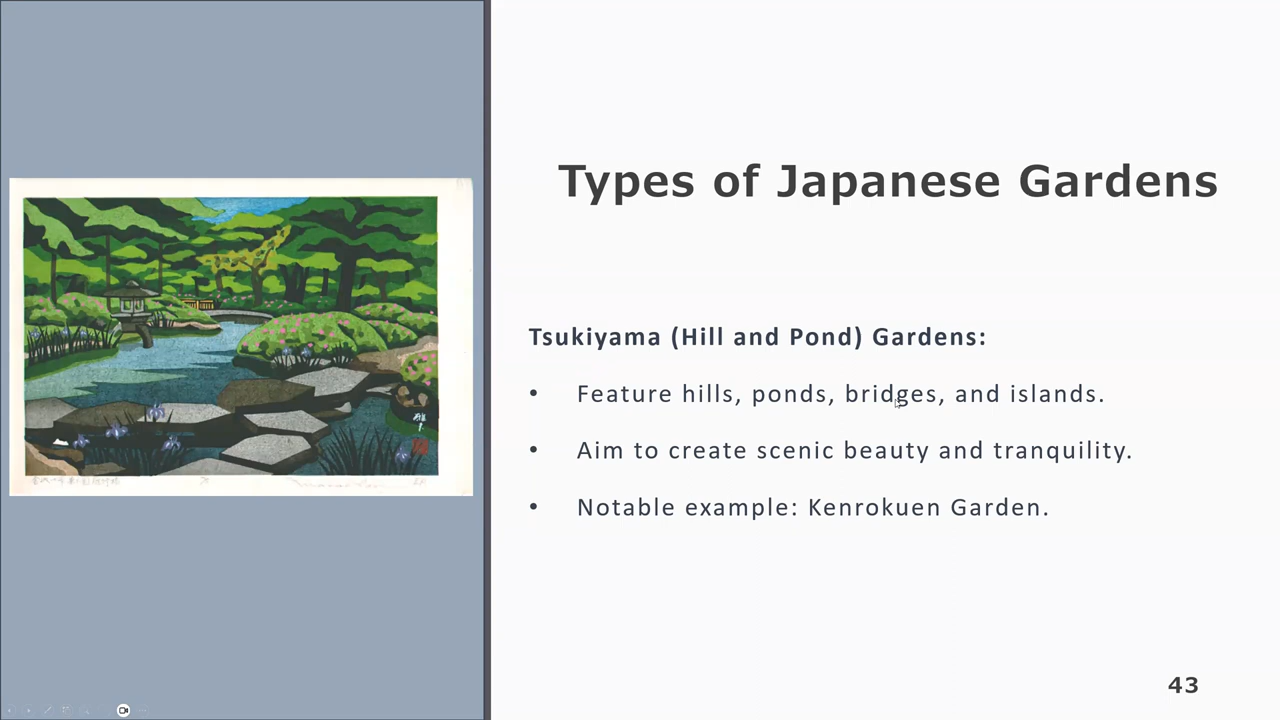 Types of Japanese Gardens
Tsukiyama (Hill and Pond) Gardens:
• Feature hills, ponds, bridges, and islands.
• Aim to create scenic beauty and tranquility.
• Notable example: Kenrokuen Garden.
43